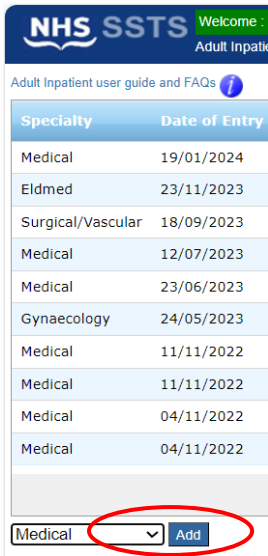 NHS SSTS Welcome :
Adult Inpatie
Adult Inpatient user guide and FAQs i
Specialty Date of Entry
Medical 19/01/2024
Eldmed 23/11/2023
Surgical/Vascular 18/09/2023
Medical 12/07/2023
Medical 23/06/2023
Gynaecology 24/05/2023
Medical 11/11/2022
Medical 11/11/2022
Medical 04/11/2022
Medical 04/11/2022
Medical Add